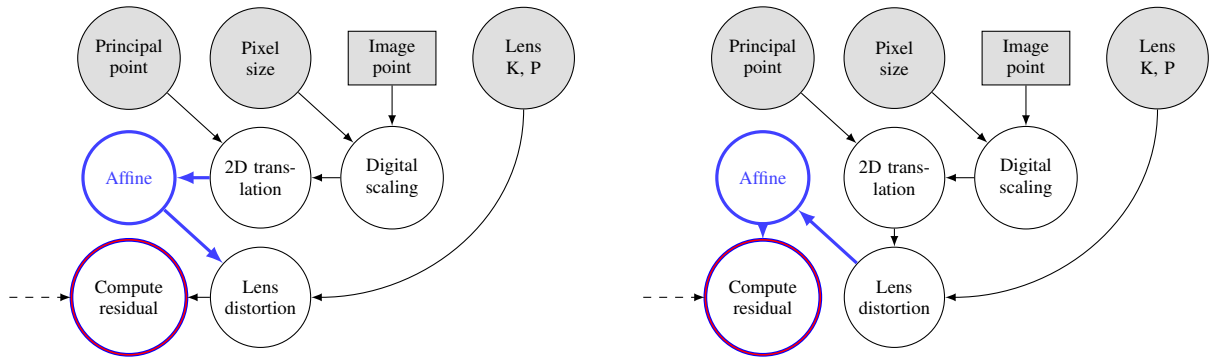 Principal
point
Pixel
size
Image
point
Lens
K, P
Affine
2D trans-
lation
Digital
scaling
Compute
residual
Lens
distortion
Principal
point
Pixel
size
Image
point
Lens
K, P
Affine
2D trans-
lation
Digital
scaling
Compute
residual
Lens
distortion